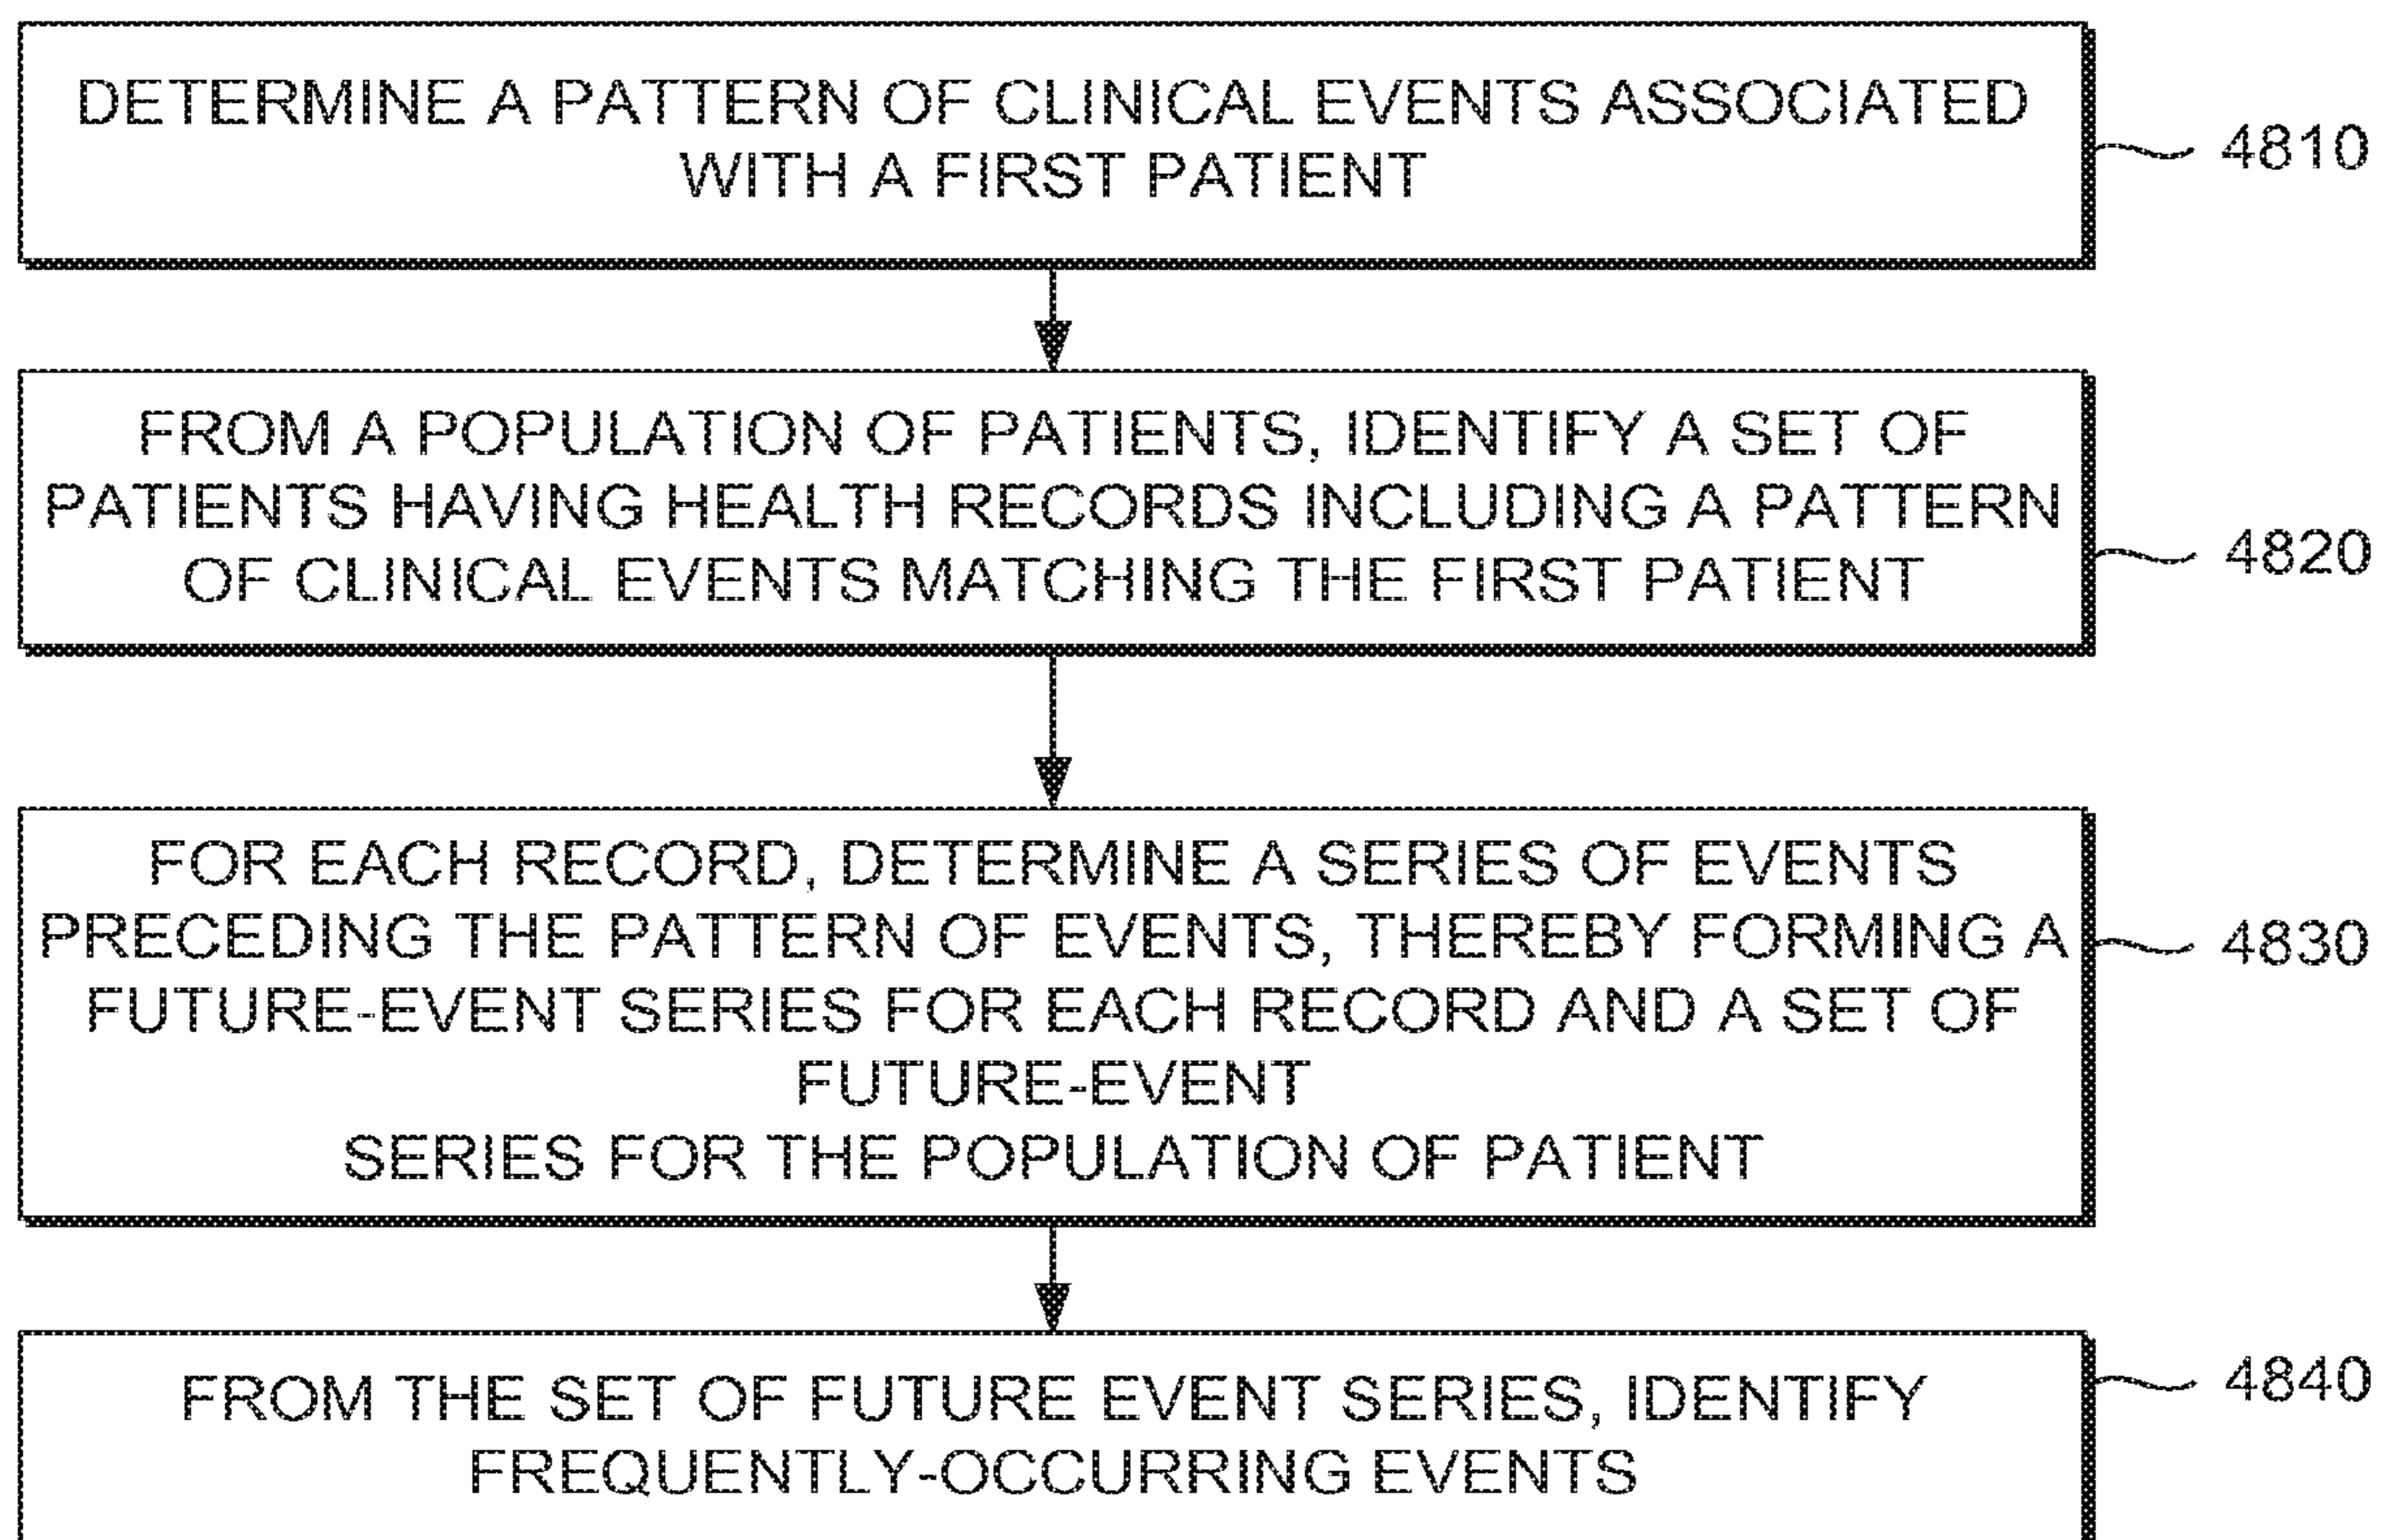 DETERMINE A PATTERN OF CLINICAL EVENTS ASSOCIATED
WITH A FIRST PATIENT
4810
FROM A POPULATION OF PATIENTS, IDENTIFY A SET OF
PATIENTS HAVING HEALTH RECORDS INCLUDING A PATTERN
OF CLINICAL EVENTS MATCHING THE FIRST PATIENT
4820
FOR EACH RECORD, DETERMINE A SERIES OF EVENTS
PRECEDING THE PATTERN OF EVENTS, THEREBY FORMING A
FUTURE-EVENT SERIES FOR EACH RECORD AND A SET OF
FUTURE-EVENT
SERIES FOR THE POPULATION OF PATIENT
4830
FROM THE SET OF FUTURE EVENT SERIES, IDENTIFY
FREQUENTLY-OCCURRING EVENTS
4840